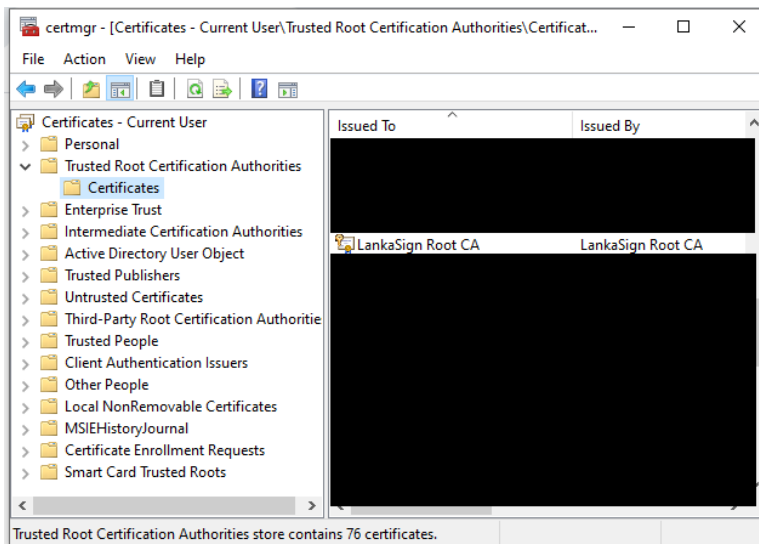 certmgr - [Certificates - Current User\Trusted Root Certification Authorities\Certificat...
File Action View Help
Certificates - Current User
Personal
Trusted Root Certification Authorities
Certificates
Enterprise Trust
Intermediate Certification Authorities
Active Directory User Object
Trusted Publishers
Untrusted Certificates
Third-Party Root Certification Authoritie
Trusted People
Client Authentication Issuers
Other People
Local NonRemovable Certificates
MSIEHistoryJournal
Certificate Enrollment Requests
Smart Card Trusted Roots
Issued To Issued By
LankaSign Root CA LankaSign Root CA
Trusted Root Certification Authorities store contains 76 certificates.